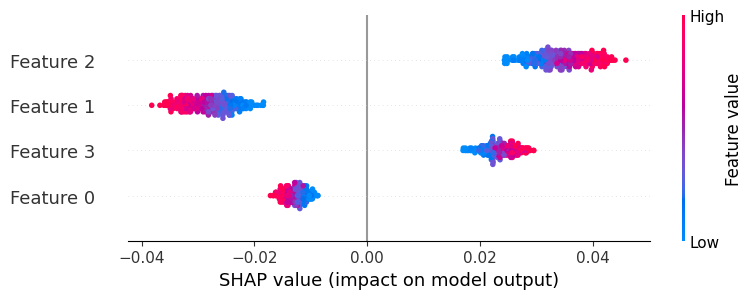 High
Feature 2
Feature 1
Feature 3
Feature 0
Feature value
Low
−0.04 −0.02 0.00 0.02 0.04
SHAP value (impact on model output)